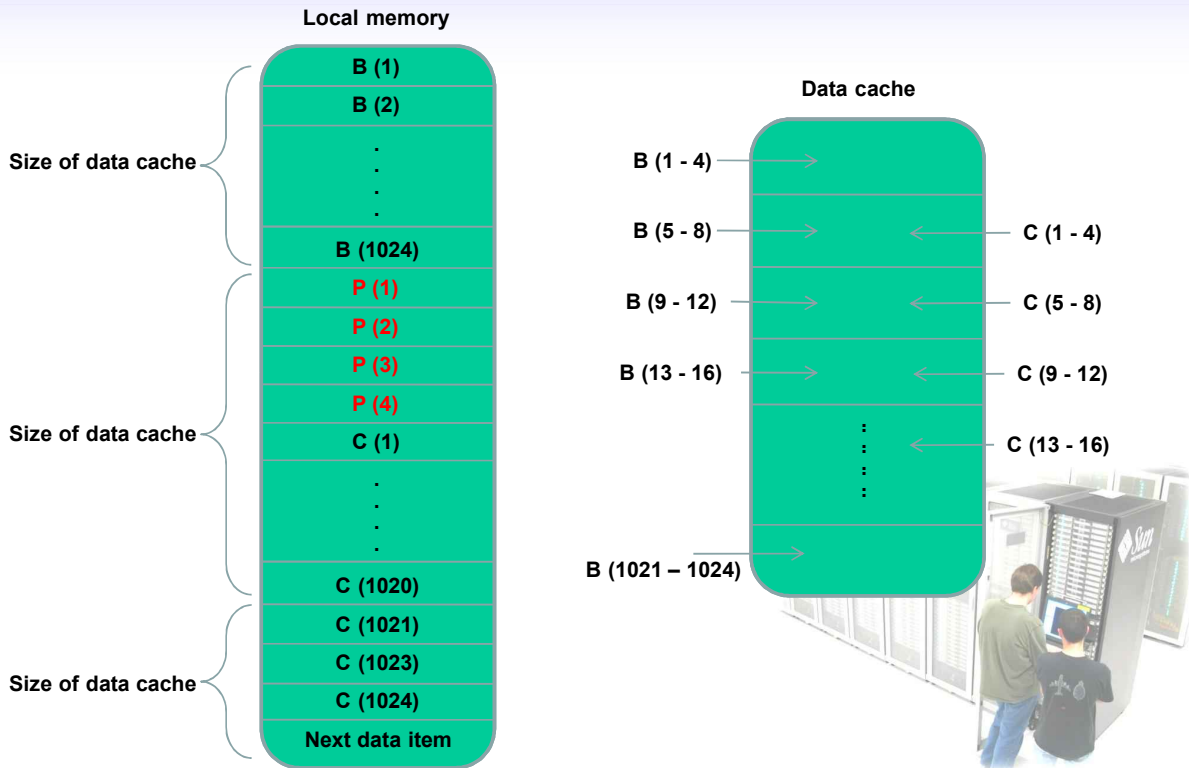 Local memory
Size of data cache
B (1)
B (2)
.
.
.
.
B (1024)
Size of data cache
P (1)
P (2)
P (3)
P (4)
C (1)
.
.
.
.
C (1020)
Size of data cache
C (1021)
C (1023)
C (1024)
Next data item
Data cache
B (1 - 4)
B (5 - 8)
C (1 - 4)
B (9 - 12)
C (5 - 8)
B (13 - 16)
C (9 - 12)
:
:
:
:
C (13 - 16)
B (1021 – 1024)
Sun